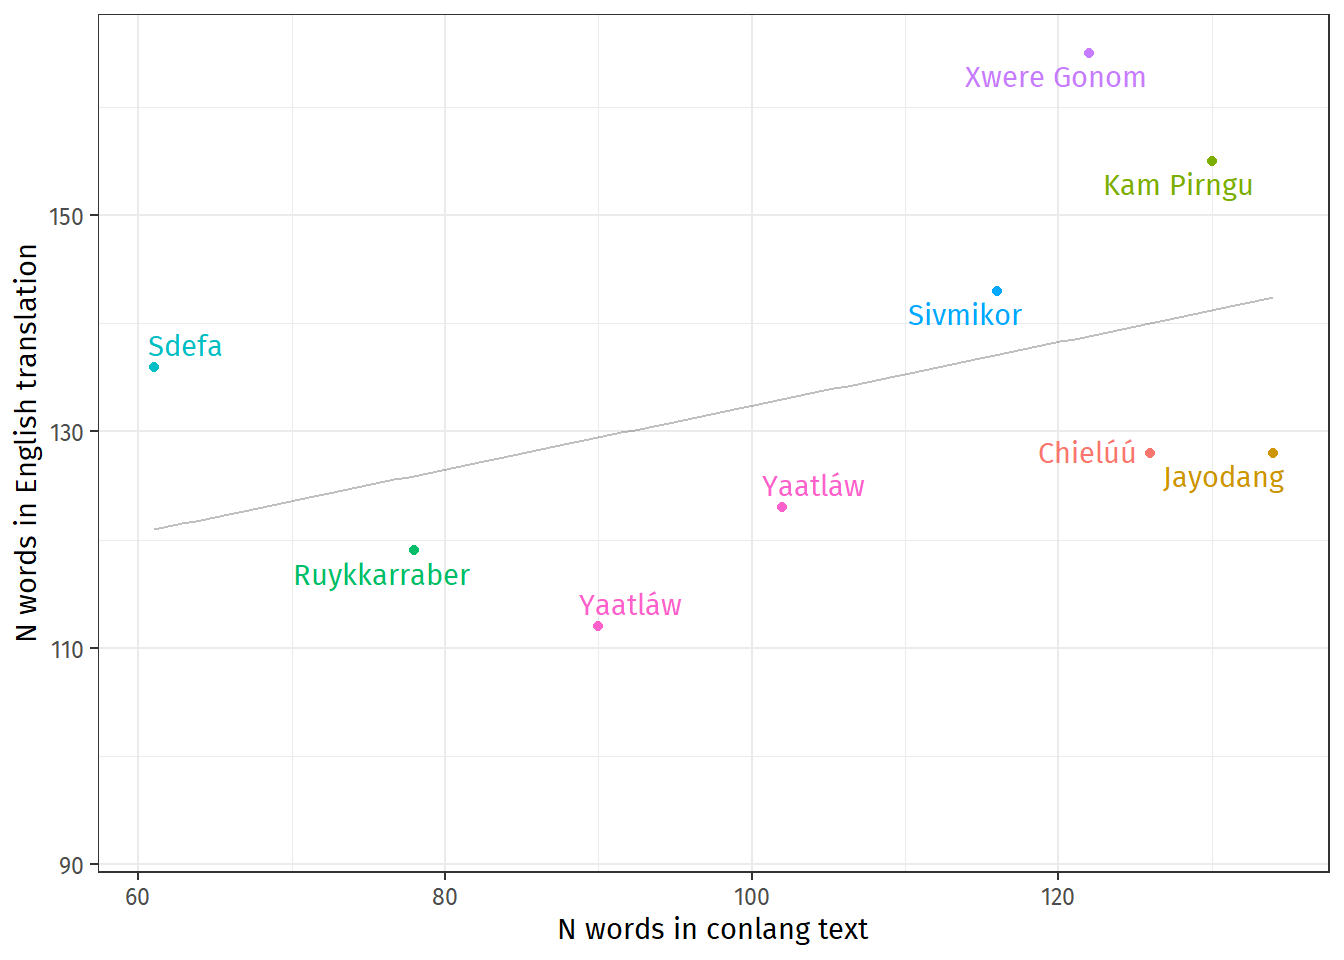 Xwere Gonom
Kam Pirngu
150
Sivmikor
Sdefa
130
Chielúú
Jayodang
Yaatláw
Ruykkarraber
Yaatláw
110
90
60
80
100
120
N words in conlang text
N words in English translation